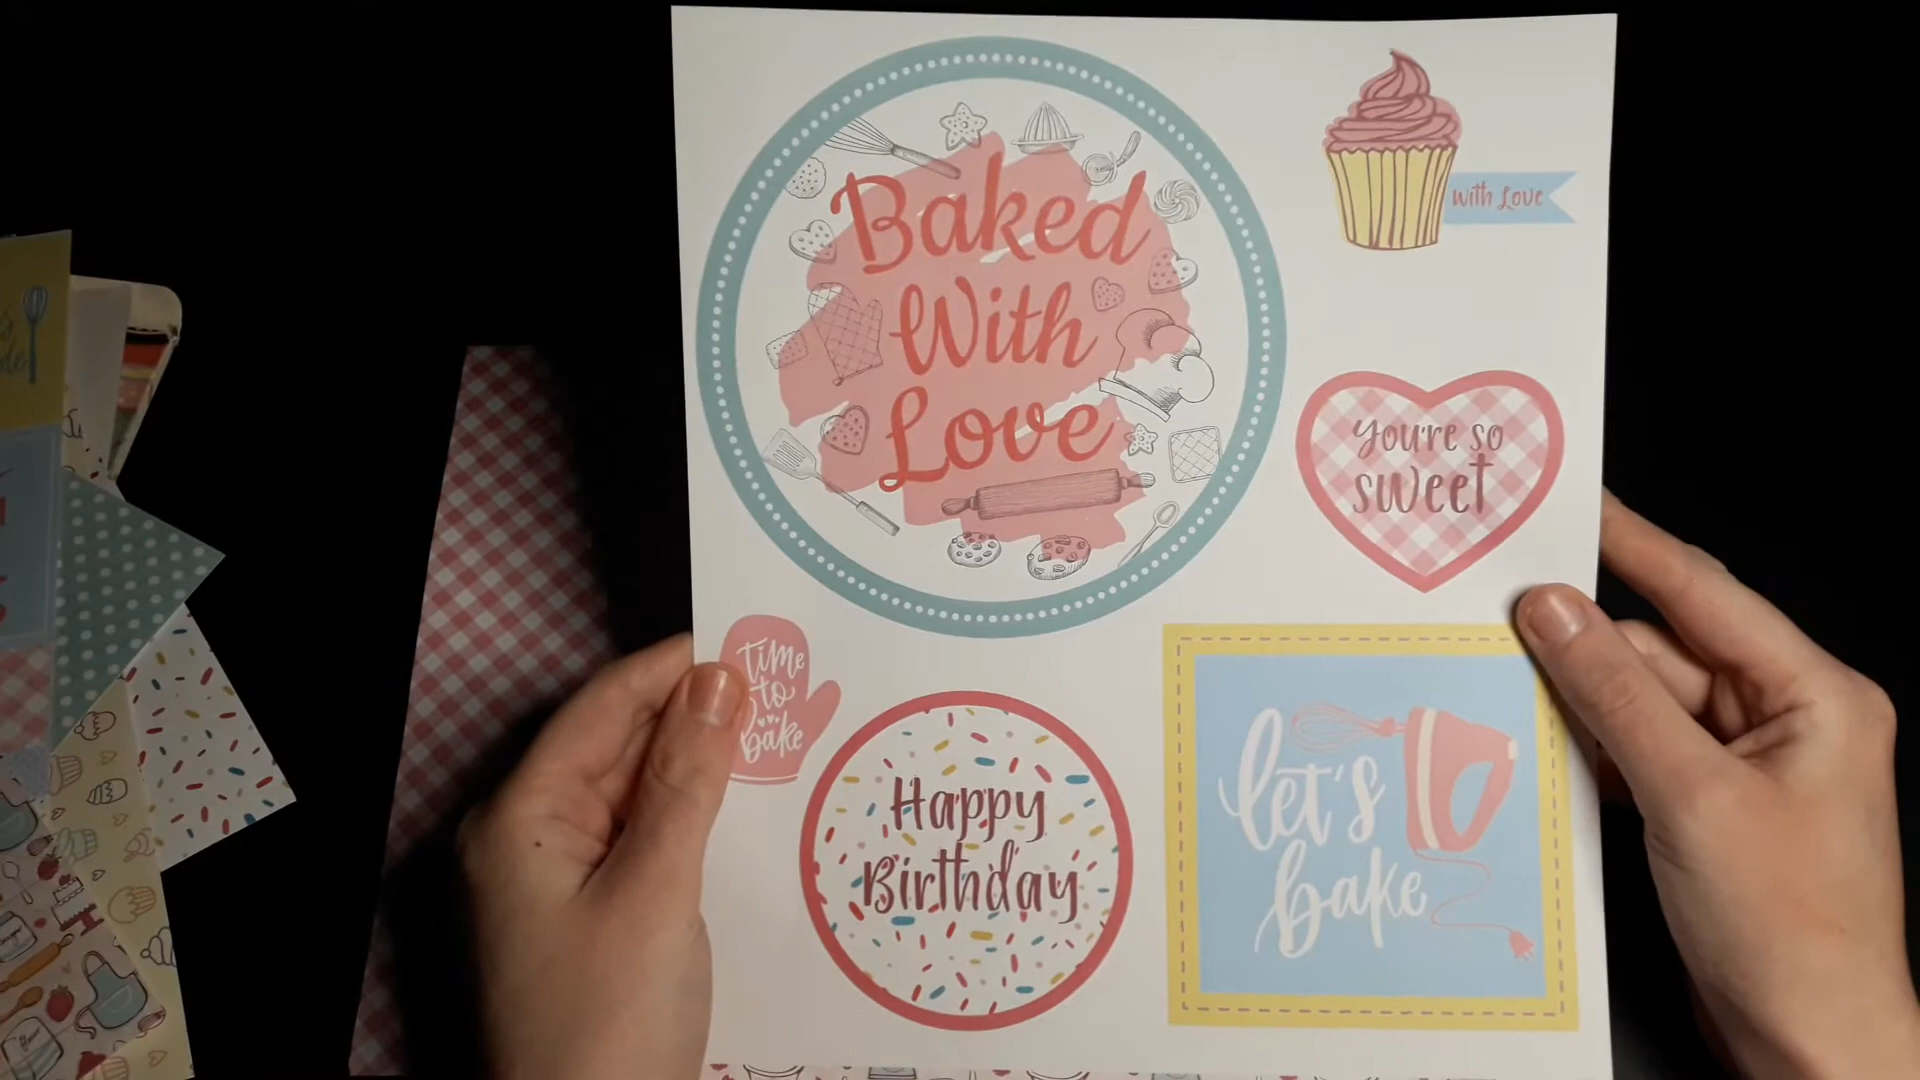 Baked
With
Love
with Love
You're so
sweet
time
to
bake
Happy
Birthday
let's
bake